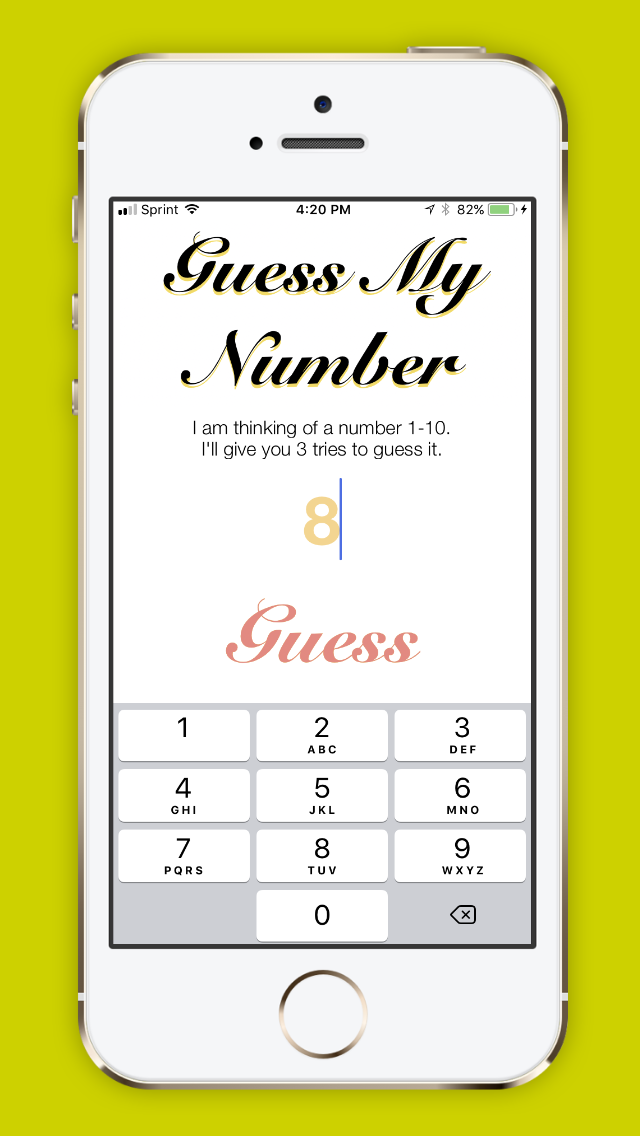 Sprint 4:20 PM 82%
Guess My
Number
I am thinking of a number 1-10.
I'll give you 3 tries to guess it.
8
Guess
1 2 3
ABC DEF
4 5 6
GHI JKL MNO
7 8 9
PQRS TUV WXYZ
0